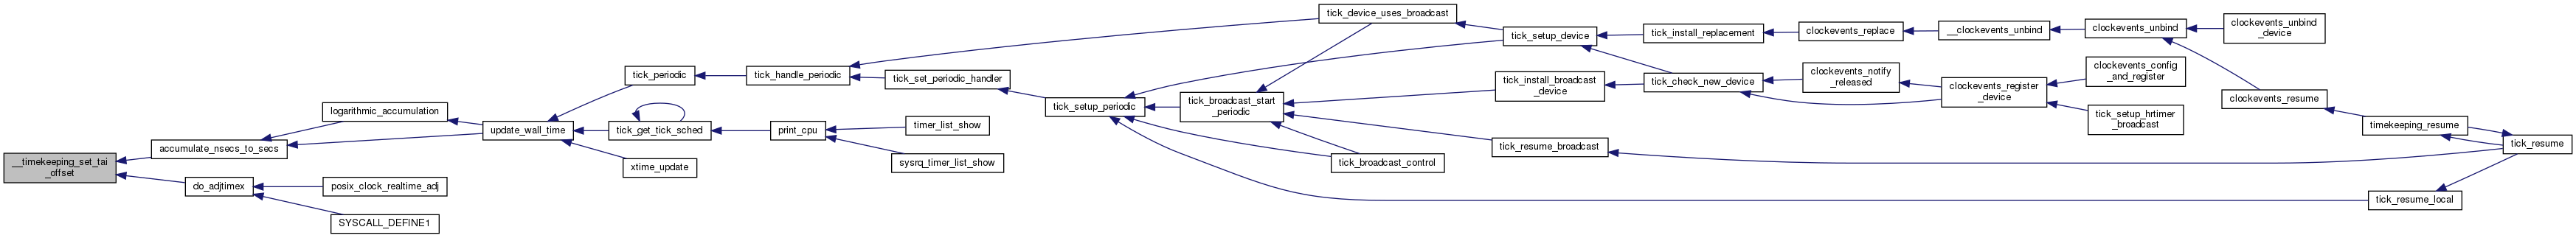 __timekeeping_set_tai
_offset
accumulate_nsecs_to_secs
do_adjtimex
logarithmic_accumulation
posix_clock_realtime_adj
SYSCALL_DEFINE1
update_wall_time
tick_periodic
tick_get_tick_sched
xtime_update
tick_handle_periodic
print_cpu
tick_set_periodic_handler
timer_list_show
sysrq_timer_list_show
tick_setup_periodic
tick_broadcast_start
_periodic
tick_device_uses_broadcast
tick_broadcast_control
tick_setup_device
tick_install_broadcast
_device
tick_resume_broadcast
tick_install_replacement
tick_check_new_device
clockevents_replace
clockevents_notify
_released
__clockevents_unbind
clockevents_register
_device
clockevents_unbind
clockevents_config
_and_register
tick_setup_hrtimer
_broadcast
clockevents_unbind
_device
clockevents_resume
timekeeping_resume
tick_resume_local
tick_resume